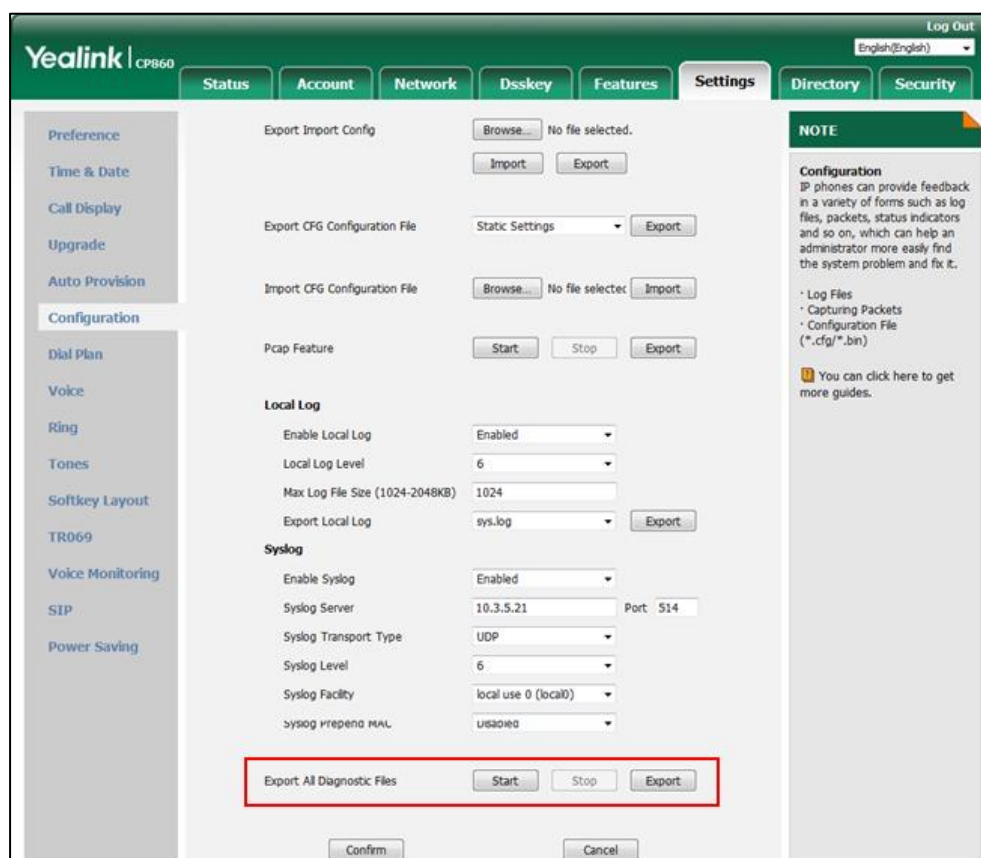 Log Out
Yealink | CP860
English(English)
Status Account Network Dsskey Features Settings Directory Security
Preference
Time & Date
Call Display
Upgrade
Auto Provision
Configuration
Dial Plan
Voice
Ring
Tones
Softkey Layout
TR069
Voice Monitoring
SIP
Power Saving
Export Import Config Browse... No file selected.
Import Export
Export CFG Configuration File Static Settings Export
Import CFG Configuration File Browse... No file selectec Import
Pcap Feature Start Stop Export
Local Log
Enable Local Log Enabled
Local Log Level 6
Max Log File Size (1024-2048KB) 1024
Export Local Log sys.log Export
Syslog
Enable Syslog Enabled
Syslog Server 10.3.5.21 Port 514
Syslog Transport Type UDP
Syslog Level 6
Syslog Facility local use 0 (local0)
Syslog Prepend MAC Disabled
Export All Diagnostic Files Start Stop Export
Confirm Cancel
NOTE
Configuration
IP phones can provide feedback
in a variety of forms such as log
files, packets, status indicators
and so on, which can help an
administrator more easily find
the system problem and fix it.
· Log Files
· Capturing Packets
· Configuration File
(*.cfg/*.bin)
You can click here to get
more guides.